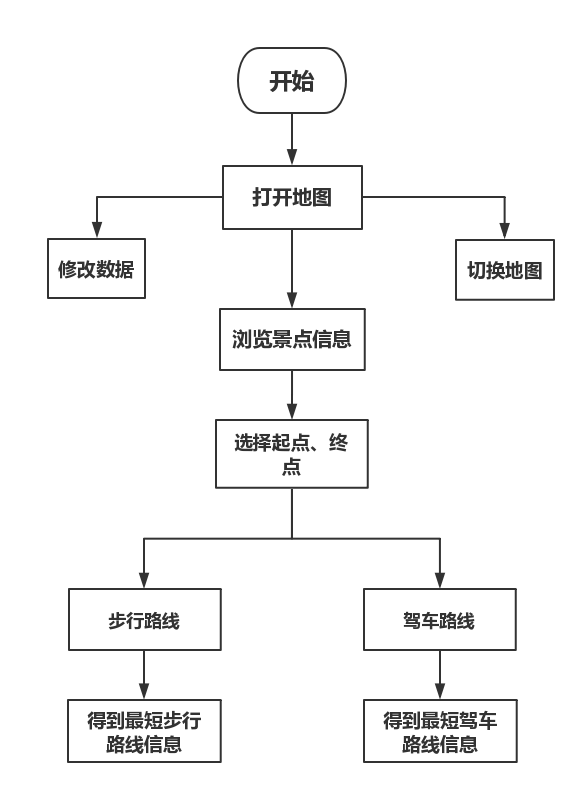 开始
打开地图
修改数据
切换地图
浏览景点信息
选择起点、终
点
步行路线
驾车路线
得到最短步行
路线信息
得到最短驾车
路线信息